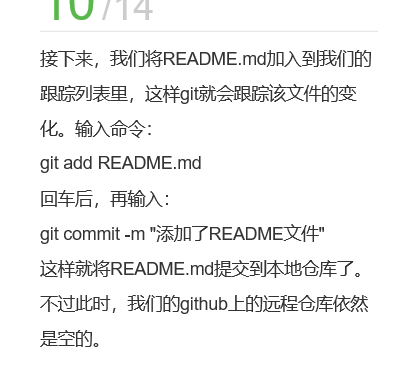 10/14
接下来，我们将README.md加入到我们的
跟踪列表里，这样git就会跟踪该文件的变
化。输入命令：
git add README.md
回车后，再输入：
git commit -m "添加了README文件"
这样就将README.md提交到本地仓库了。
不过此时，我们的github上的远程仓库依然
是空的。